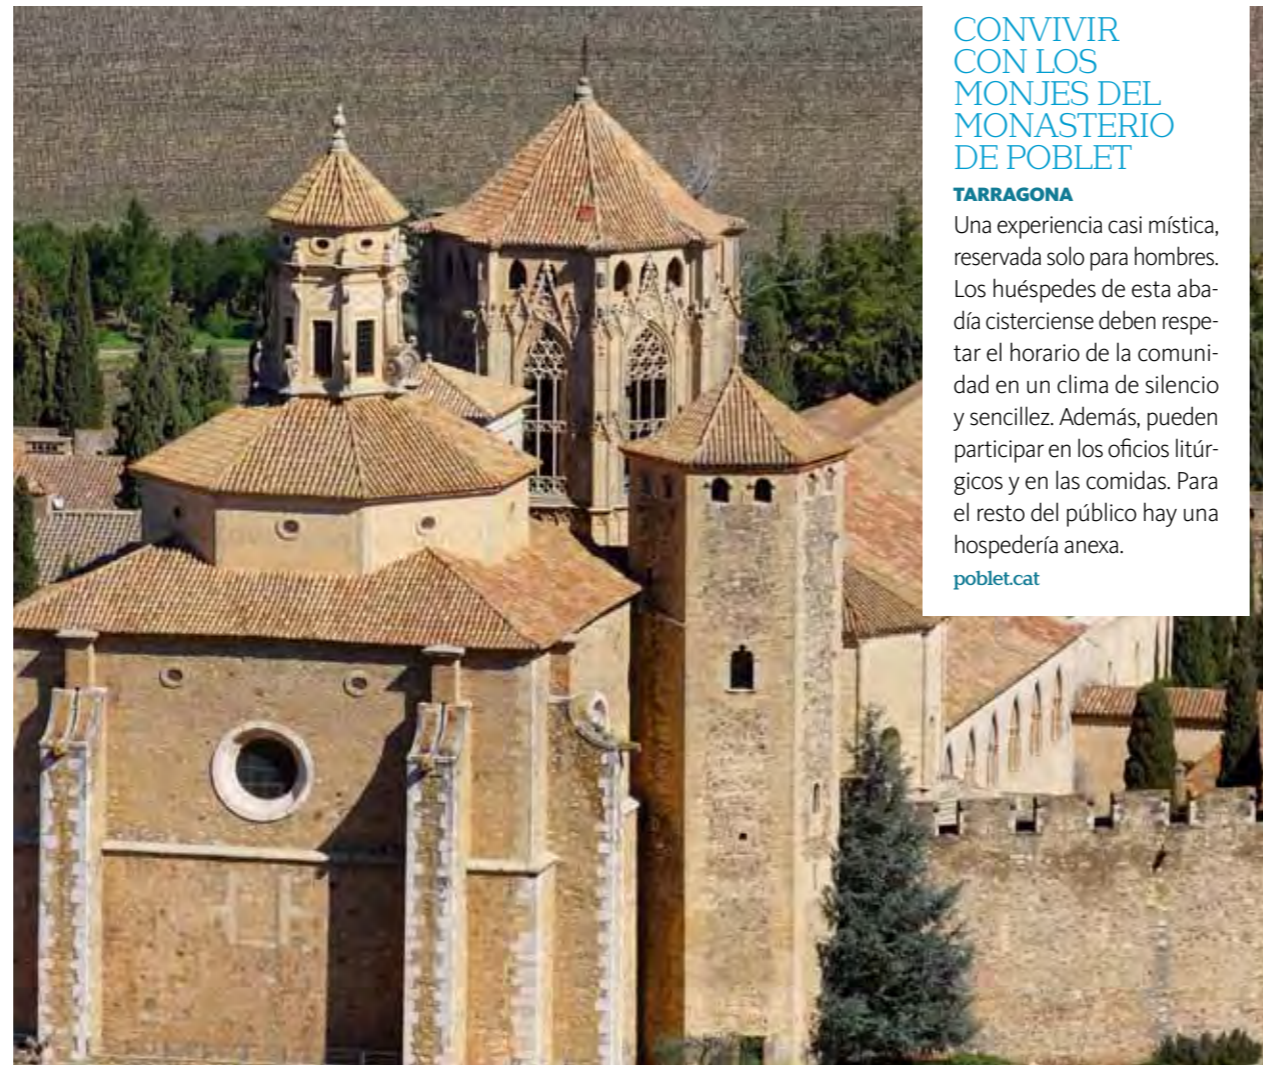 CONVIVIR
CON LOS
MONJES DEL
MONASTERIO
DE POBLET
TARRAGONA
Una experiencia casi mística,
reservada solo para hombres.
Los huéspedes de esta aba-
día cisterciense deben respe-
tar el horario de la comuni-
dad en un clima de silencio
y sencillez. Además, pueden
participar en los oficios litúr-
gicos y en las comidas. Para
el resto del público hay una
hospedería anexa.
poblet.cat